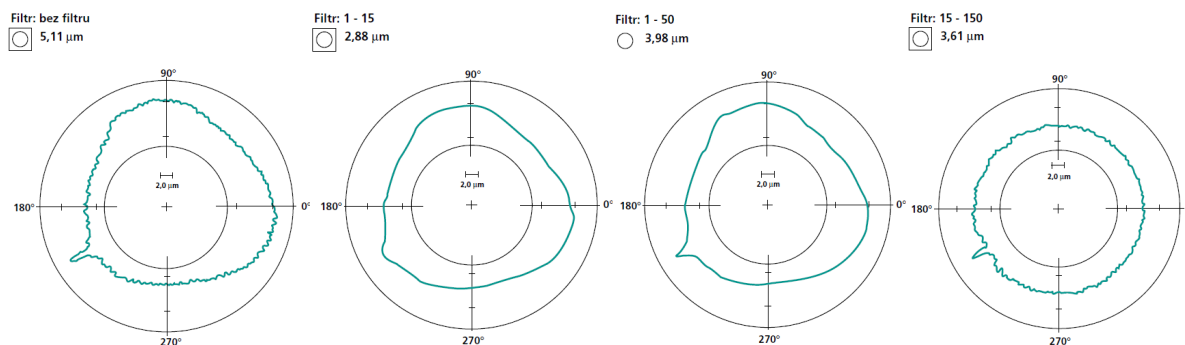 Filtr: bez filtru
5,11 µm
90°
180°
0°
2,0 µm
270°
Filtr: 1 - 15
2,88 µm
90°
180°
0°
2,0 µm
270°
Filtr: 1 - 50
3,98 µm
90°
180°
0°
2,0 µm
270°
Filtr: 15 - 150
3,61 µm
90°
180°
2,0 µm
270°